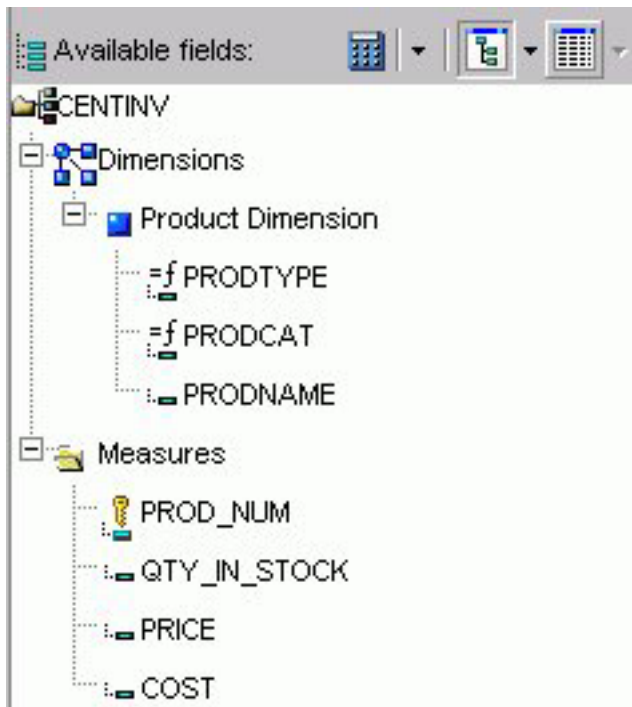 Available fields:
CENTINV
Dimensions
Product Dimension
=f PRODTYPE
=f PRODCAT
PRODNAME
Measures
PROD_NUM
QTY_IN_STOCK
PRICE
COST